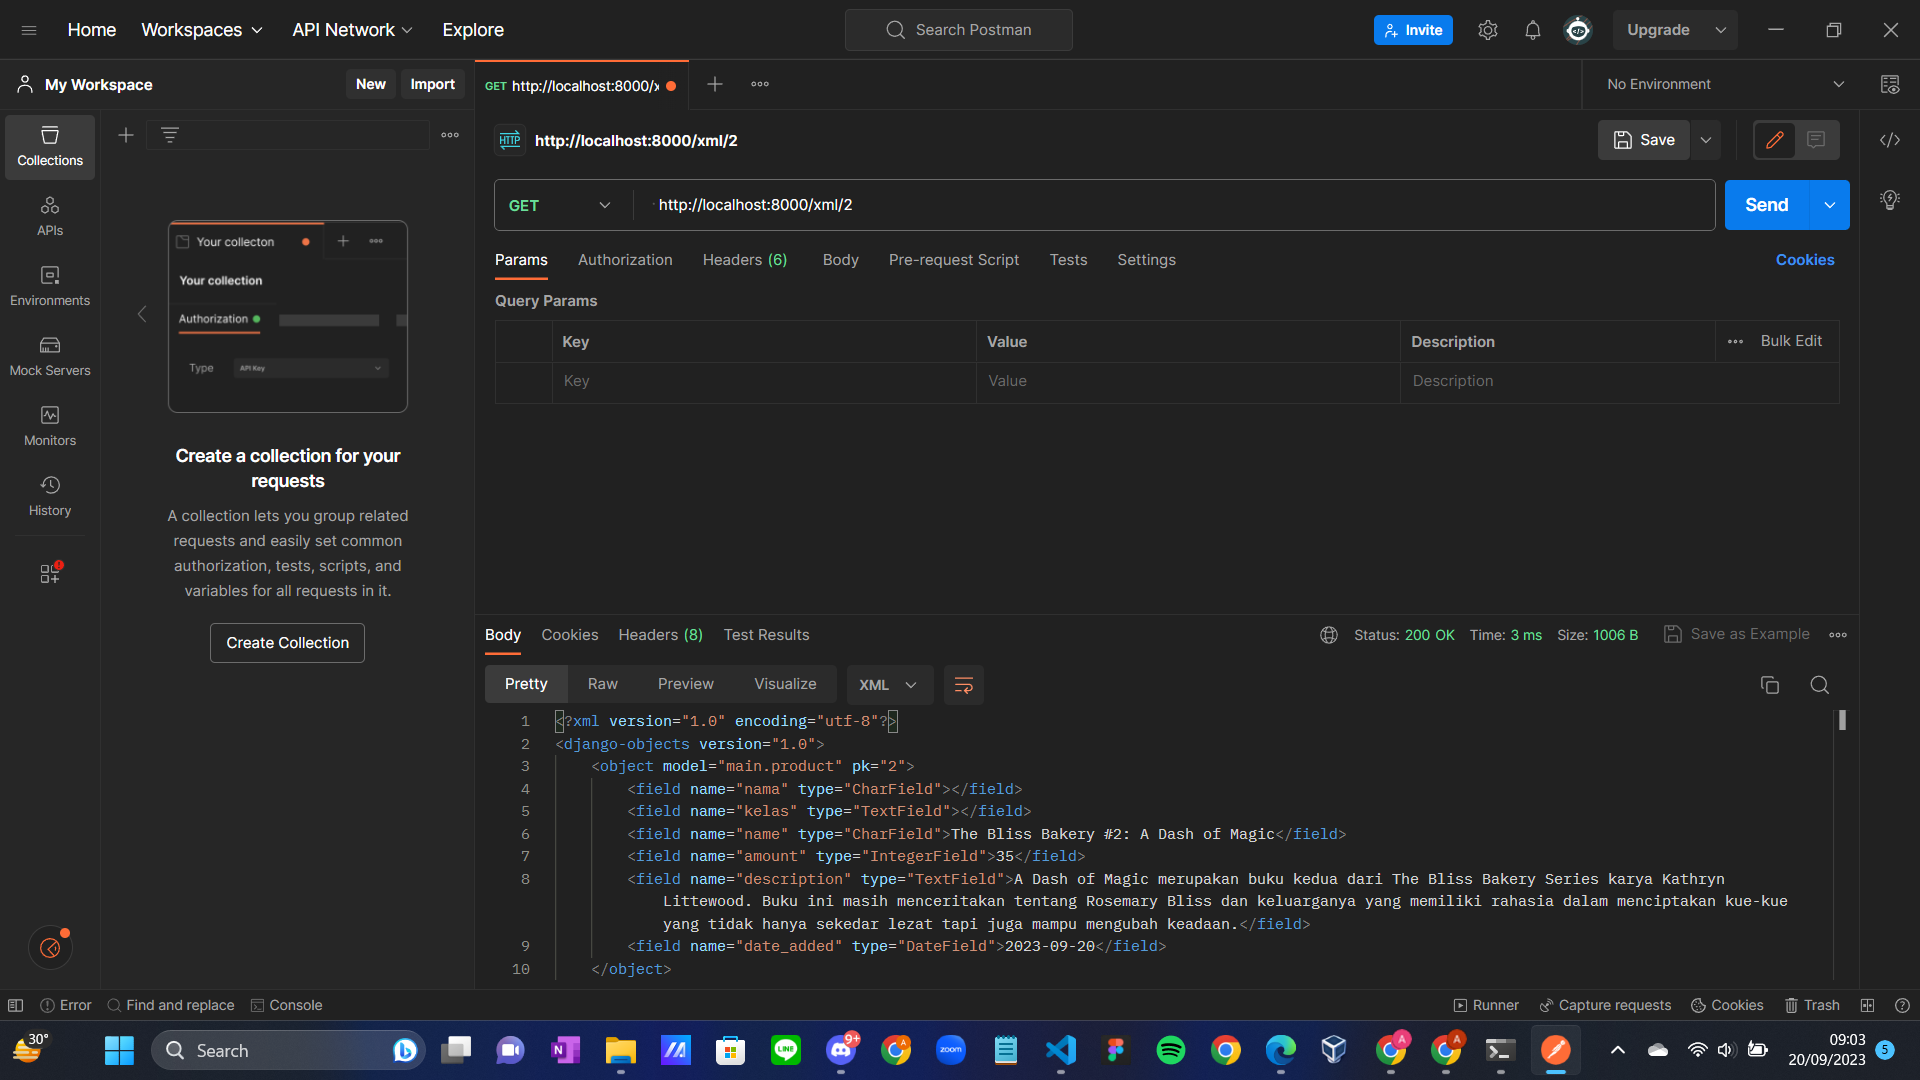 Home
Workspaces
API Network
Explore
Search Postman
Invite
Upgrade
My Workspace
New
Import
GET http://localhost:8000/x
No Environment
Collections
APIs
Environments
Mock Servers
Monitors
History
Your collecton
Your collection
Authorization
Type
API Key
Create a collection for your
requests
A collection lets you group related
requests and easily set common
authorization, tests, scripts, and
variables for all requests in it.
Create Collection
HTTP
http://localhost:8000/xml/2
Save
GET
http://localhost:8000/xml/2
Send
Params
Authorization
Headers (6)
Body
Pre-request Script
Tests
Settings
Cookies
Query Params
Key
Value
Description
Bulk Edit
Key
Value
Description
Body
Cookies
Headers (8)
Test Results
Status: 200 OK
Time: 3 ms
Size: 1006 B
Save as Example
Pretty
Raw
Preview
Visualize
XML
1 <?xml version="1.0" encoding="utf-8"?>
2 <django-objects version="1.0">
3 <object model="main.product" pk="2">
4 <field name="nama" type="CharField"></field>
5 <field name="kelas" type="TextField"></field>
6 <field name="name" type="CharField">The Bliss Bakery #2: A Dash of Magic</field>
7 <field name="amount" type="IntegerField">35</field>
8 <field name="description" type="TextField">A Dash of Magic merupakan buku kedua dari The Bliss Bakery Series karya Kathryn
Littewood. Buku ini masih menceritakan tentang Rosemary Bliss dan keluarganya yang memiliki rahasia dalam menciptakan kue-kue
yang tidak hanya sekedar lezat tapi juga mampu mengubah keadaan.</field>
9 <field name="date_added" type="DateField">2023-09-20</field>
10 </object>
Error
Find and replace
Console
Runner
Capture requests
Cookies
Trash
30°
Search
N
LINE
9+
A
zoom
A
A
09:03
20/09/2023
5